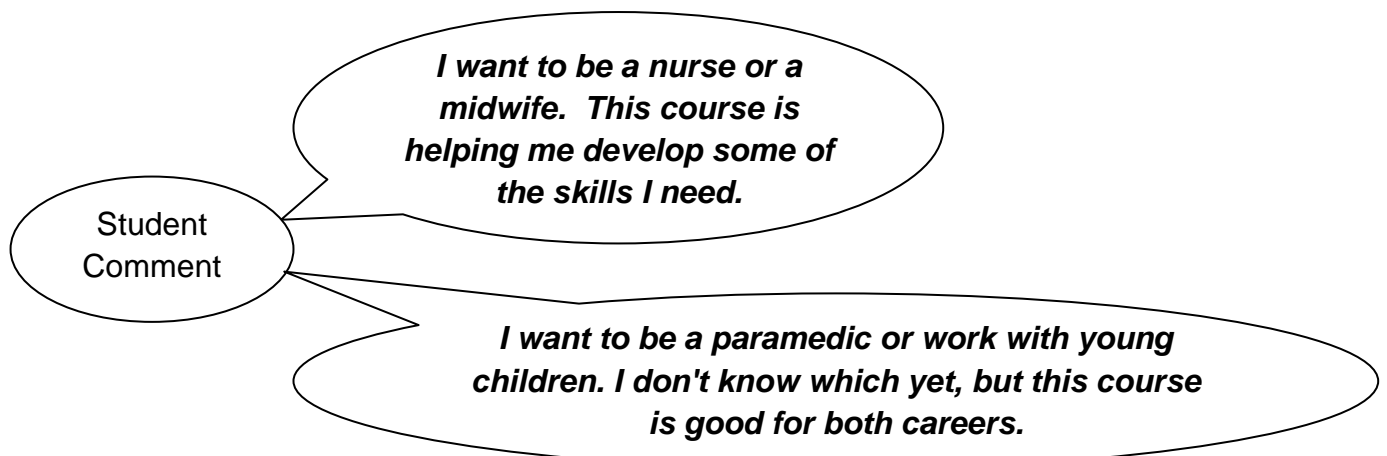 I want to be a nurse or a
midwife.  This course is
helping me develop some of
the skills I need.
Student
Comment
I want to be a paramedic or work with young
children. I don't know which yet, but this course
is good for both careers.